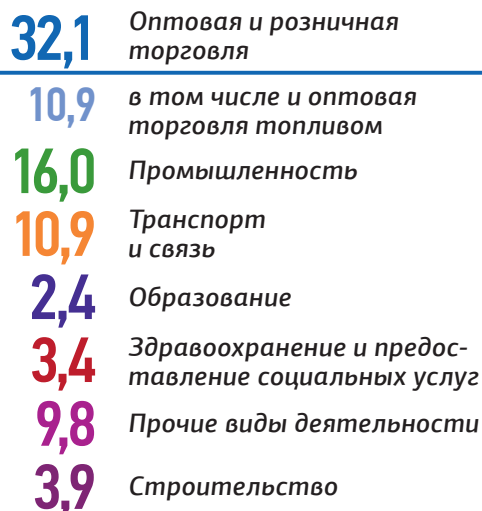 32,1 Оптовая и розничная
торговля
10,9 в том числе и оптовая
торговля топливом
16,0 Промышленность
10,9 Транспорт
и связь
2,4 Образование
3,4 Здравоохранение и предос-
тавление социальных услуг
9,8 Прочие виды деятельности
3,9 Строительство